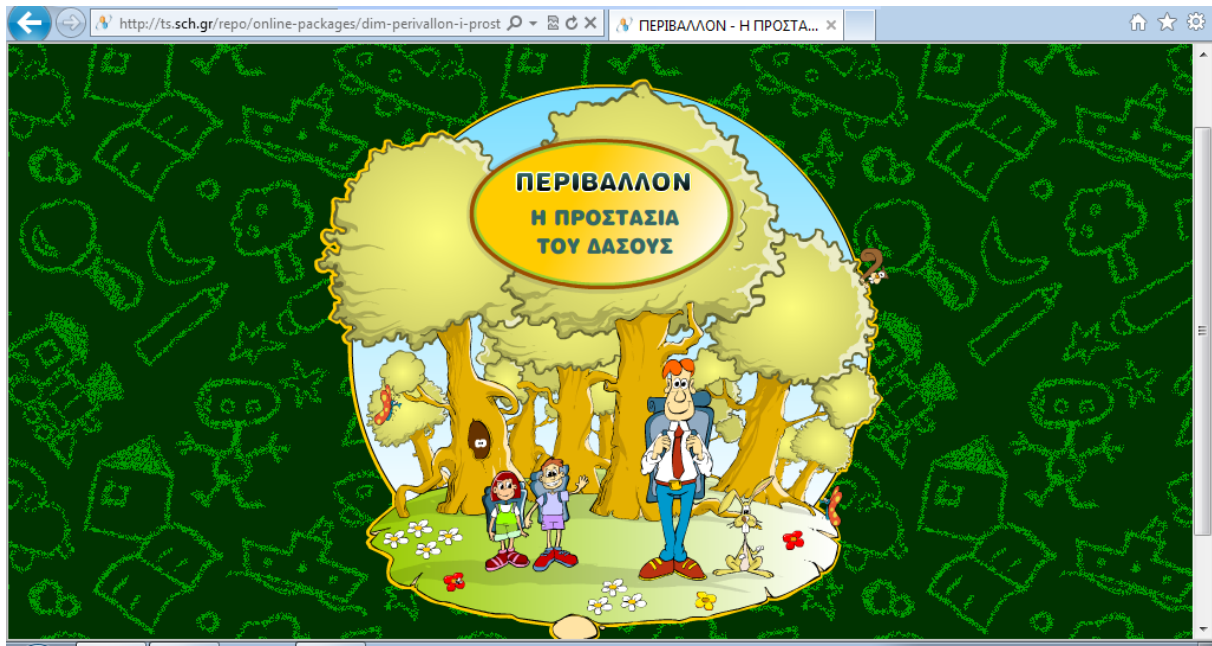 http://ts.sch.gr/repo/online-packages/dim-perivallon-i-prost
ΠΕΡΙΒΑΛΛΟΝ - Η ΠΡΟΣΤΑ...
ΠΕΡΙΒΑΛΛΟΝ
Η ΠΡΟΣΤΑΣΙΑ
ΤΟΥ ΔΑΣΟΥΣ